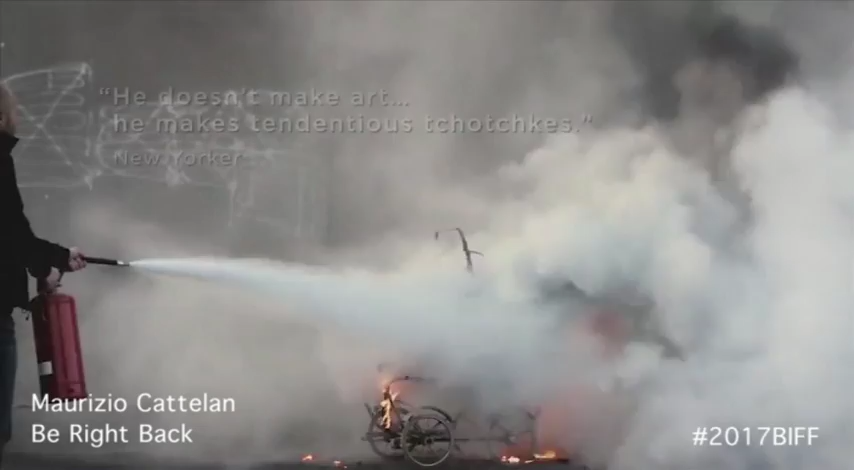 “He doesn't make art...
he makes tendentious tchotchkes.”
New Yorker
Maurizio Cattelan
Be Right Back
#2017BIFF